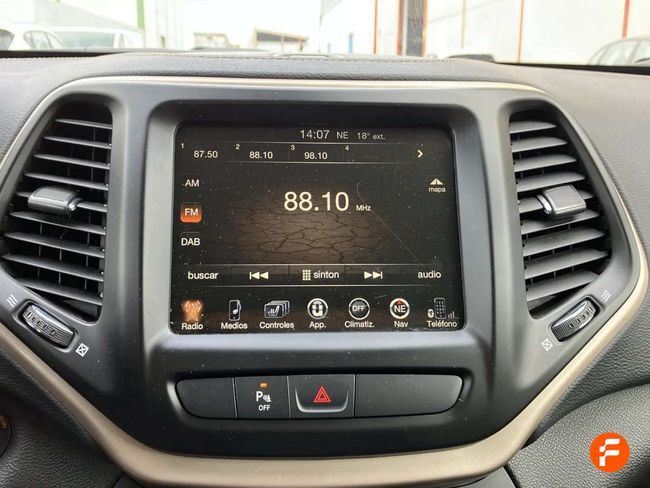 14:07 NE 18° ext.
1 87.50 2 88.10 3 98.10 4 ----
AM
FM
DAB
88.10 MHz
mapa
buscar sinton audio
Radio Medios Controles App. OFF Climatiz. NE Nav Teléfono
P OFF